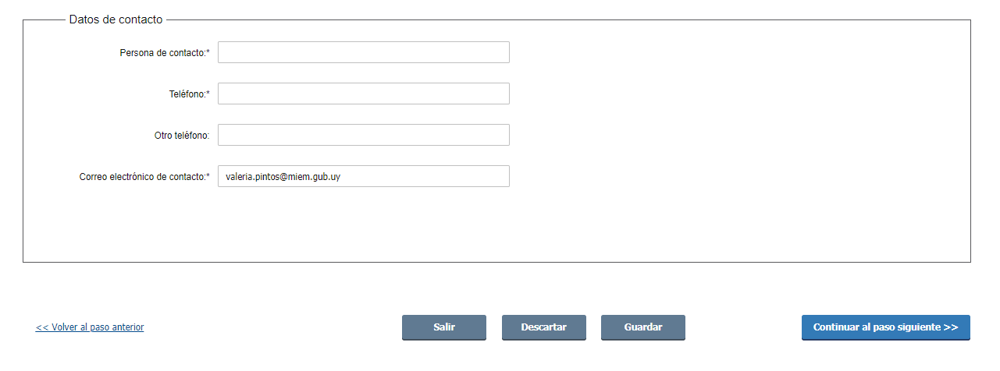 Datos de contacto
Persona de contacto:*
Teléfono:*
Otro teléfono:
Correo electrónico de contacto:* valeria.pintos@miem.gub.uy
<< Volver al paso anterior Salir Descartar Guardar Continuar al paso siguiente >>